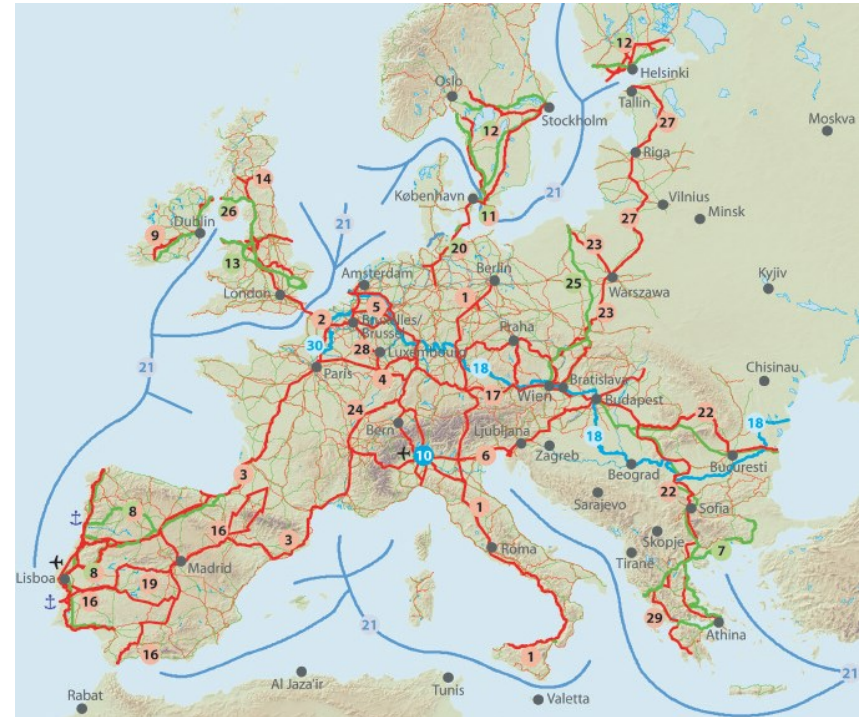 12
Helsinki
Oslo
Tallin
Stockholm
27
12
Moskva
Riga
14
København
21
Vilnius
26
11
27
Minsk
9
Dublin
21
20
23
13
Amsterdam
Berlin
1
25
Warszawa
Kyjiv
London
5
2
Bruxelles/
Brussel
23
30
28
Luxembourg
Praha
21
Paris
18
Chisinau
4
17
Wien
Bratislava
24
Budapest
22
18
Bern
Ljubljana
18
10
6
Zagreb
Bucuresti
3
Beograd
22
8
16
1
Sarajevo
Sofia
3
Skopje
7
Madrid
Roma
Tirane
Lisboa
8
19
16
21
29
Athina
16
1
21
Al Jaza'ir
Tunis
Rabat
Valetta